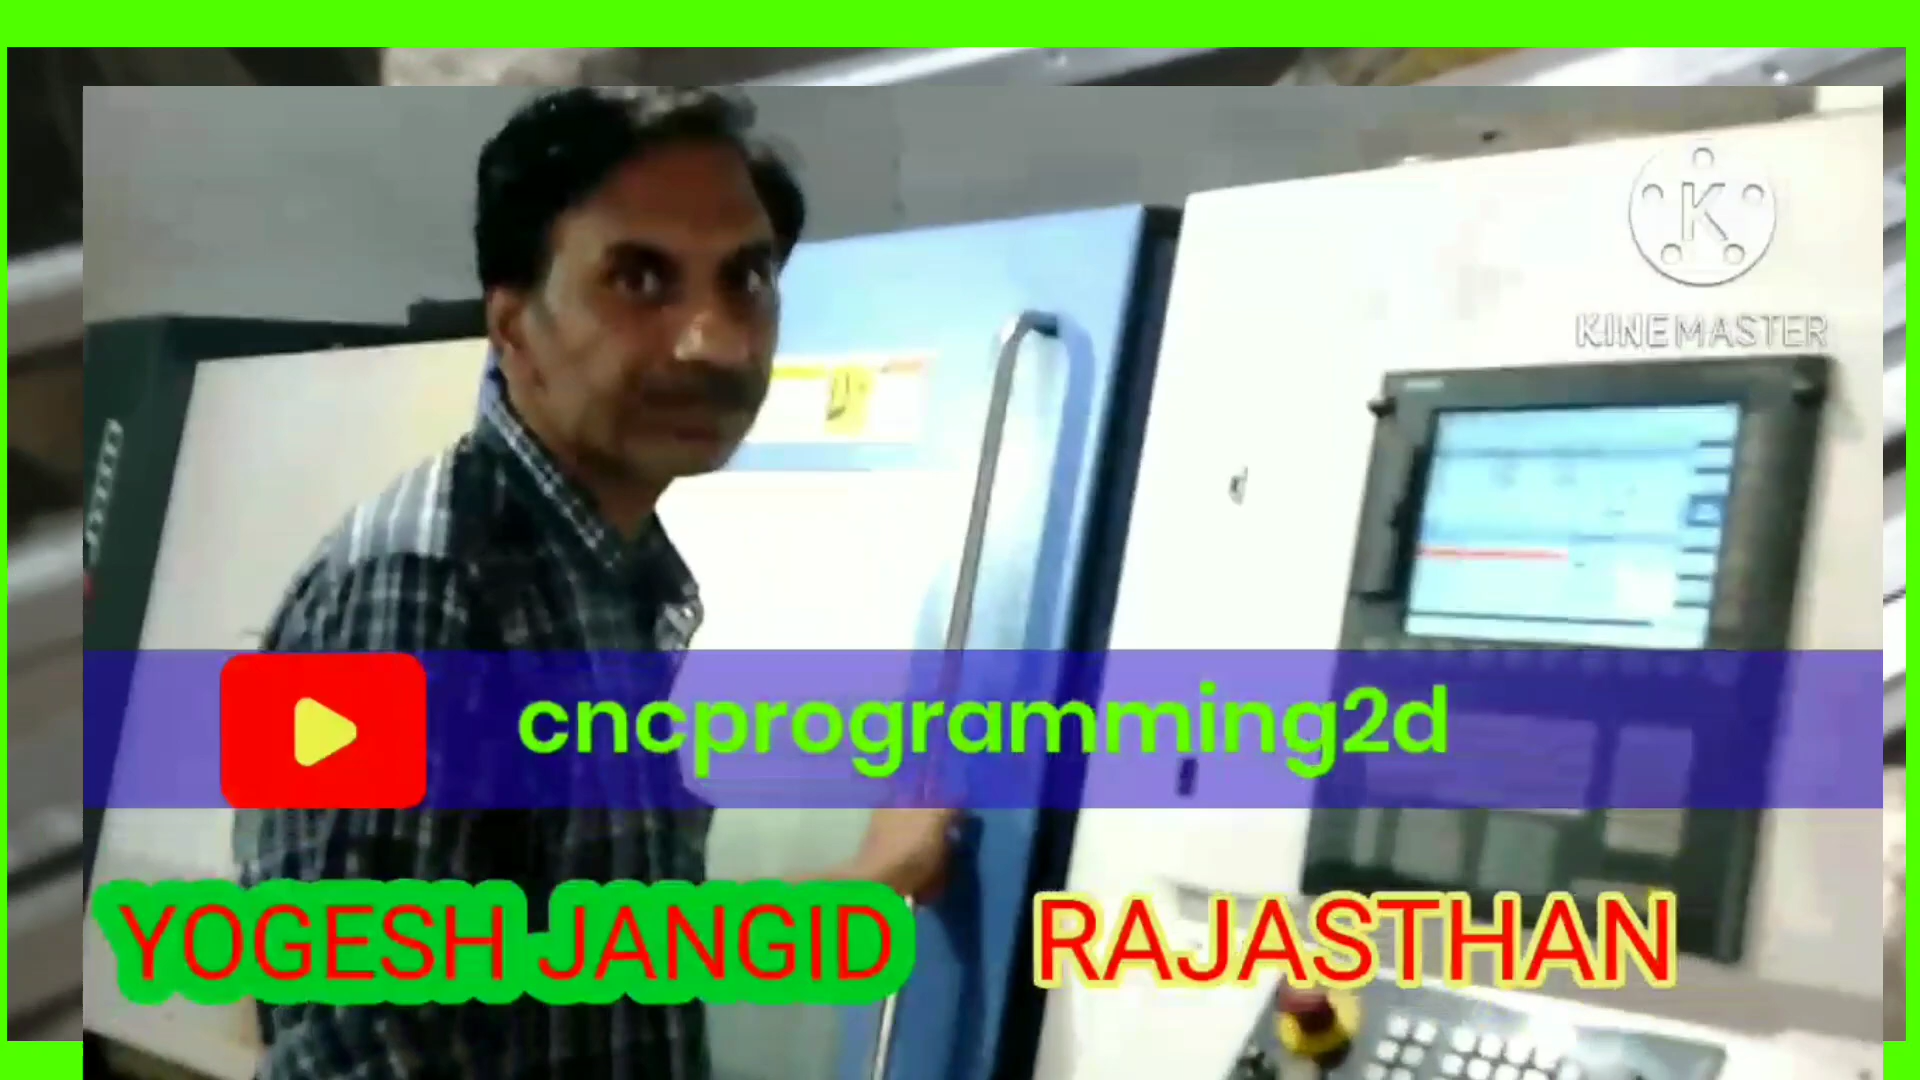 K
KINEMASTER
cncprogramming2d
YOGESH JANGID
RAJASTHAN